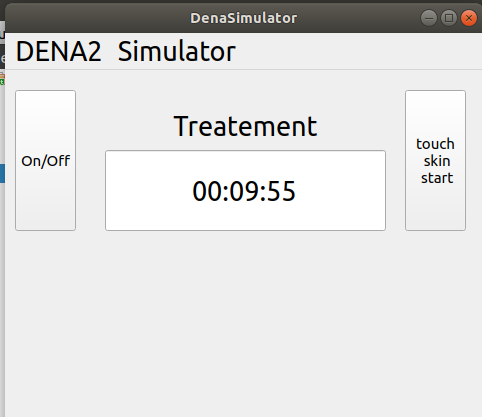 DenaSimulator
DENA2 Simulator
Treatement
On/Off
00:09:55
touch
skin
start